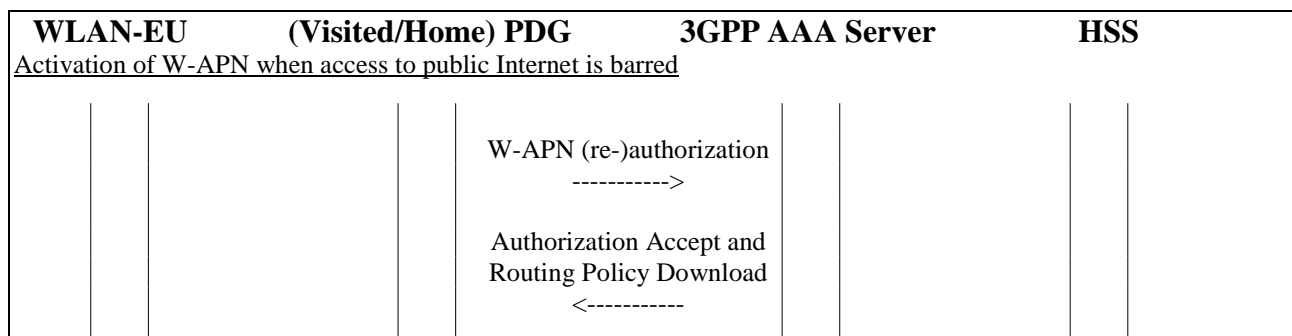 WLAN-EU (Visited/Home) PDG 3GPP AAA Server HSS
Activation of W-APN when access to public Internet is barred
W-APN (re-)authorization
----------->
Authorization Accept and
Routing Policy Download
<-----------